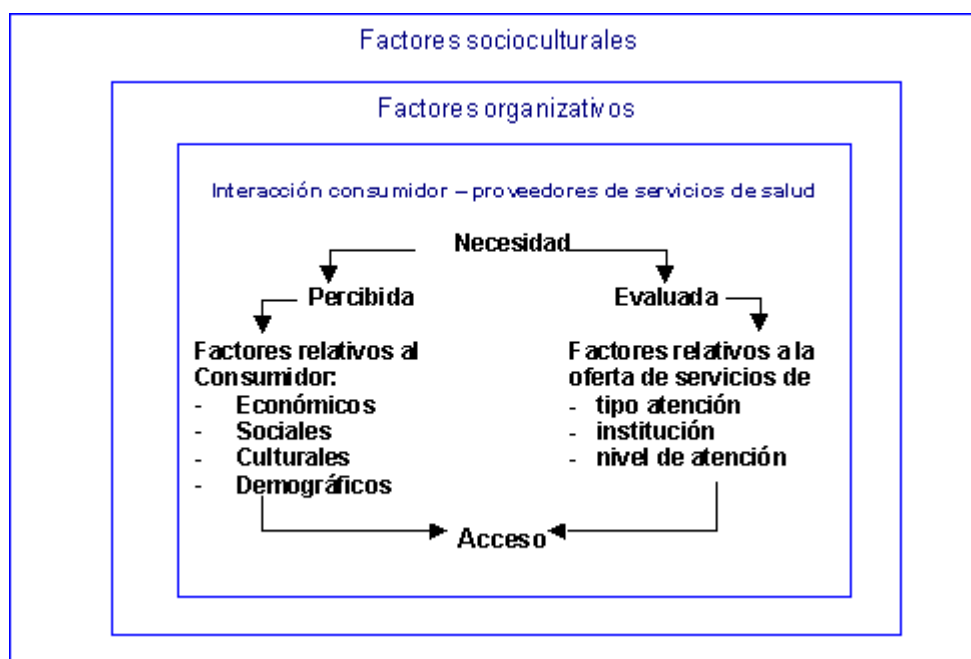 Factores socioculturales
Factores organizativos
Interacción consumidor – proveedores de servicios de salud
Necesidad
Percibida
Evaluada
Factores relativos al
Consumidor:
- Económicos
- Sociales
- Culturales
- Demográficos
Factores relativos a la
oferta de servicios de
- tipo atención
- institución
- nivel de atención
Acceso